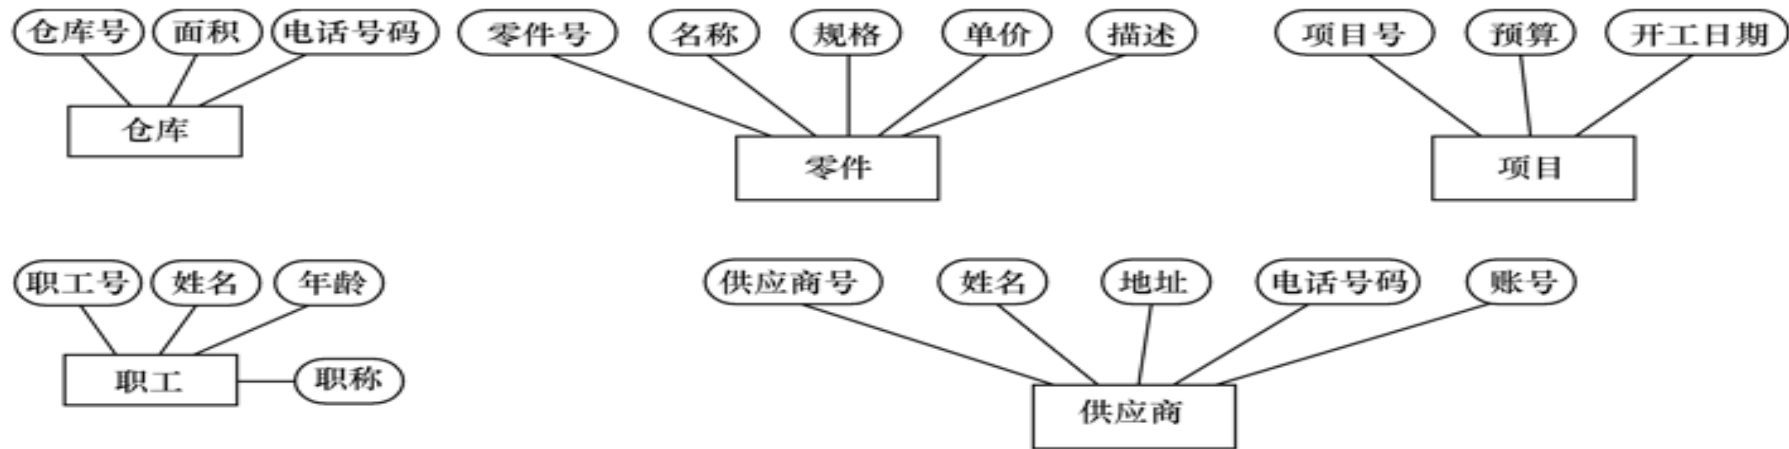 仓库号 面积 电话号码 零件号 名称 规格 单价 描述 项目号 预算 开工日期
仓库 零件 项目
职工号 姓名 年龄 供应商号 姓名 地址 电话号码 账号
职工 职称 供应商